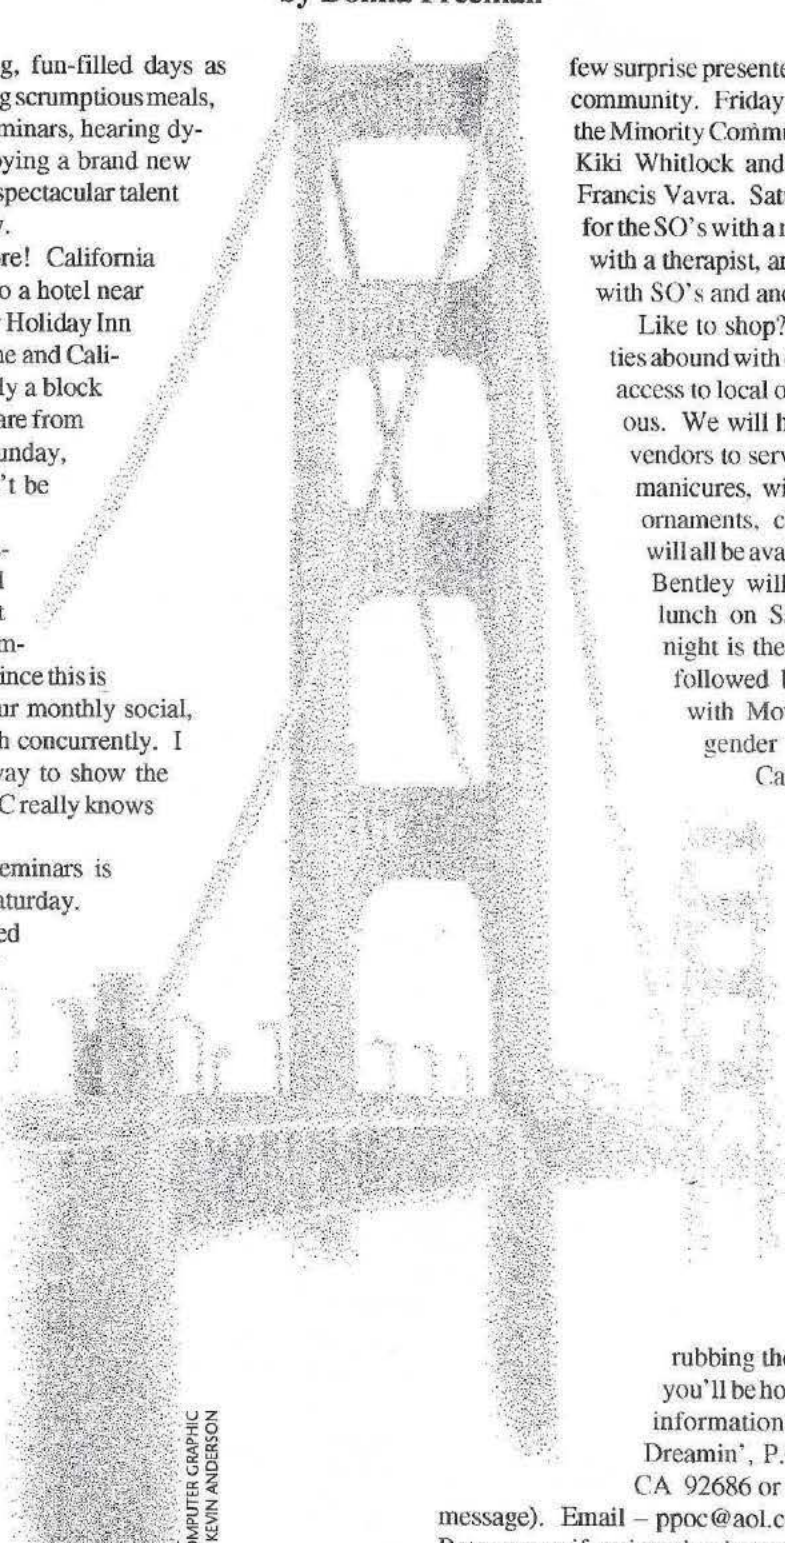 g, fun-filled days as
g scrumptious meals,
minars, hearing dy-
ying a brand new
spectacular talent
re! California
o a hotel near
Holiday Inn
ne and Cali-
ly a block
are from
unday,
't be
m-
ince this is
ur monthly social,
h concurrently. I
vay to show the
C really knows
eminars is
aturday.
ed
OMPUTER GRAPHIC
KEVIN ANDERSON
few surprise presente
community. Friday
the Minority Commu
Kiki Whitlock and
Francis Vavra. Sat
for the SO's with a
with a therapist, an
with SO's and and
Like to shop?
ties abound with
access to local o
ous. We will h
vendors to serv
manicures, wi
ornaments, c
will all be ava
Bentley will
lunch on S
night is the
followed
with Mo
gender
Ca
rubbing the
you'll be ho
information
Dreamin', P.
CA 92686 or
message). Email – ppoc@aol.c